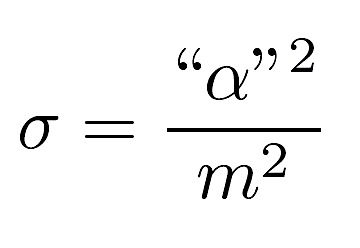 σ = “α”² / m²